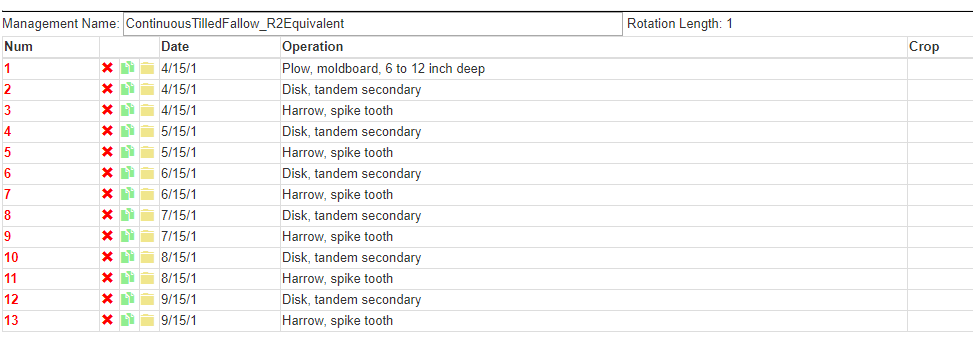 Management Name: ContinuousTilledFallow_R2Equivalent Rotation Length: 1
Num Date Operation Crop
1 4/15/1 Plow, moldboard, 6 to 12 inch deep
2 4/15/1 Disk, tandem secondary
3 4/15/1 Harrow, spike tooth
4 5/15/1 Disk, tandem secondary
5 5/15/1 Harrow, spike tooth
6 6/15/1 Disk, tandem secondary
7 6/15/1 Harrow, spike tooth
8 7/15/1 Disk, tandem secondary
9 7/15/1 Harrow, spike tooth
10 8/15/1 Disk, tandem secondary
11 8/15/1 Harrow, spike tooth
12 9/15/1 Disk, tandem secondary
13 9/15/1 Harrow, spike tooth